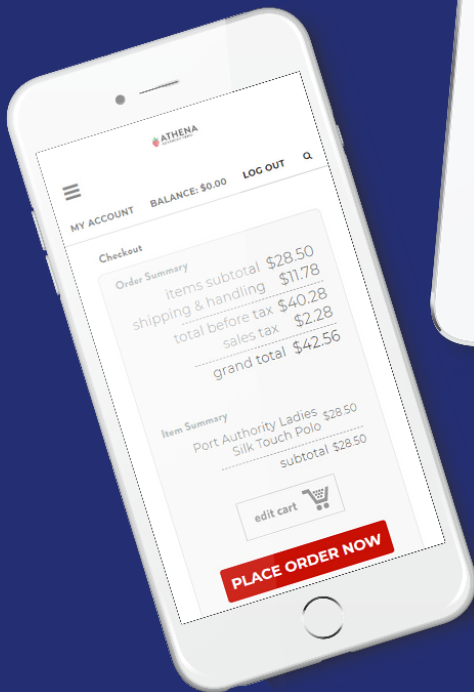 ATHENA
MY ACCOUNT BALANCE: $0.00 LOG OUT
Checkout
Order Summary
items subtotal $28.50
shipping & handling $11.78
total before tax $40.28
sales tax $2.28
grand total $42.56
Item Summary
Port Authority Ladies $28.50
Silk Touch Polo
subtotal $28.50
edit cart
PLACE ORDER NOW